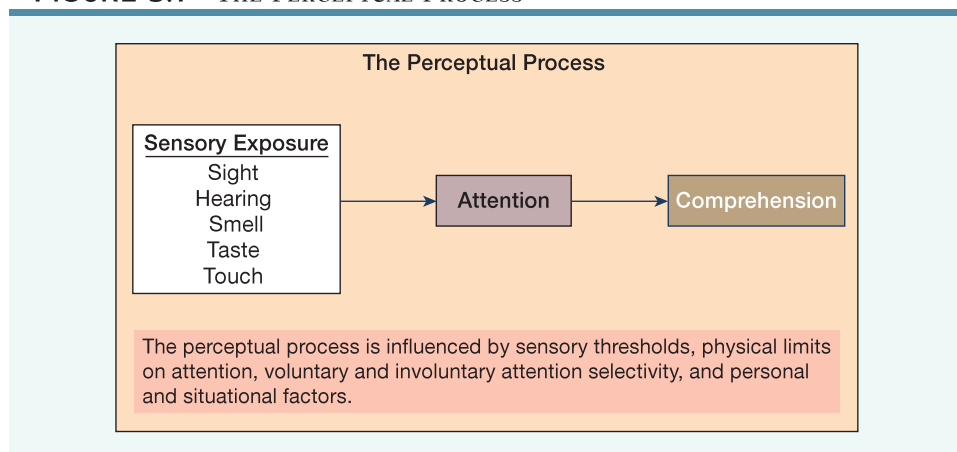 The Perceptual Process
Sensory Exposure
Sight
Hearing
Smell
Taste
Touch
Attention
Comprehension
The perceptual process is influenced by sensory thresholds, physical limits
on attention, voluntary and involuntary attention selectivity, and personal
and situational factors.